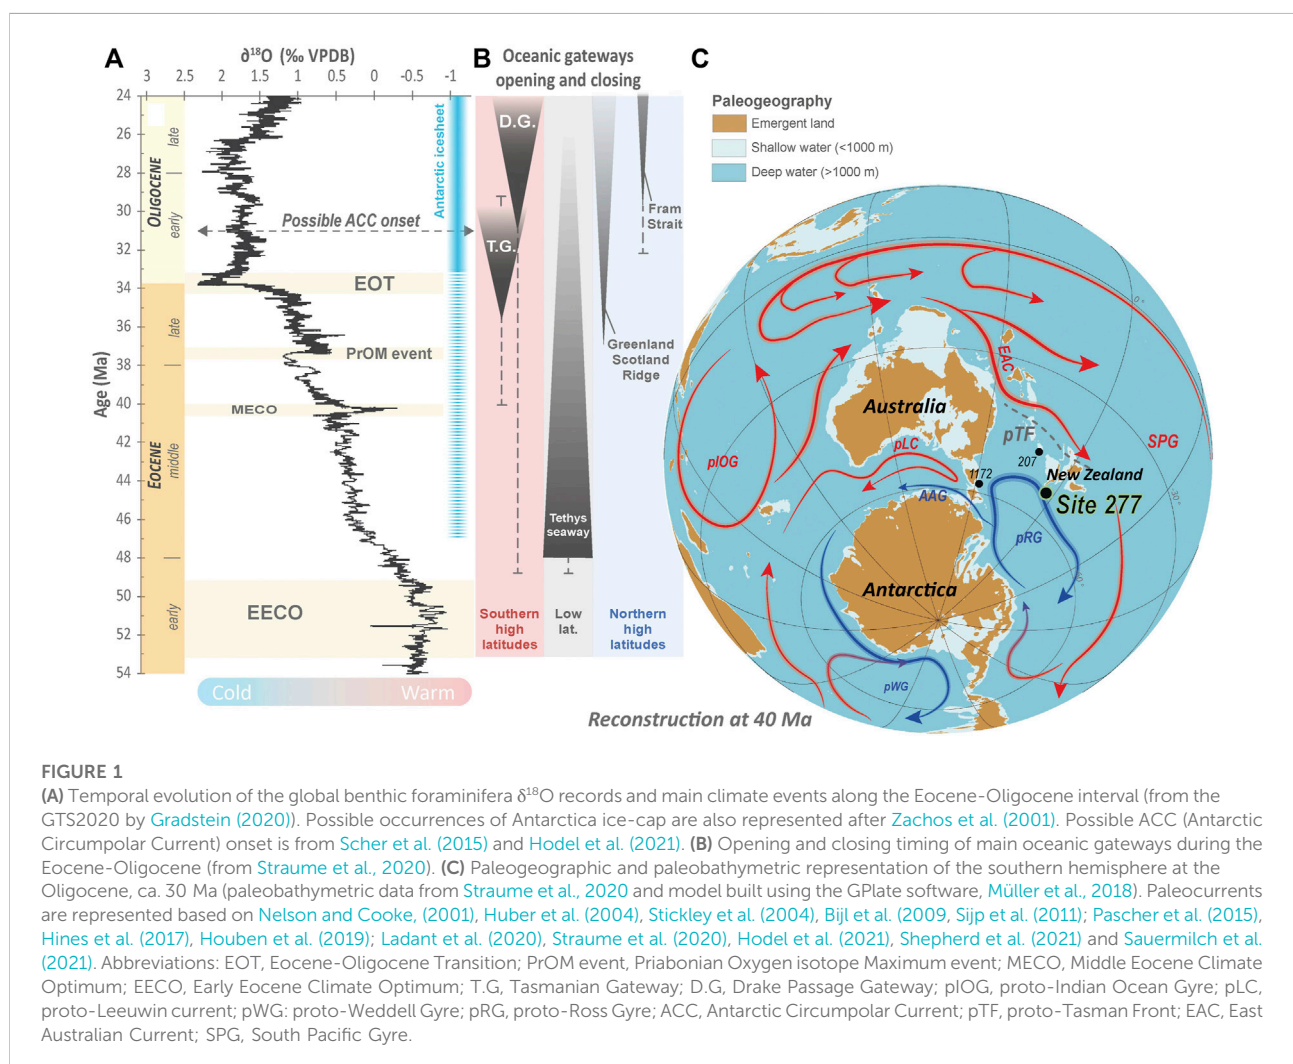 A
∂¹⁸O (‰ VPDB)
3 2.5 2 1.5 1 0.5 0 -0.5 -1
Age (Ma)
24
26
28
30
32
34
36
38
40
42
44
46
48
50
52
54
OLIGOCENE
late
early
EOCENE
late
middle
early
Antarctic icesheet
Possible ACC onset
EOT
PrOM event
MECO
EECO
Cold Warm
B
Oceanic gateways
opening and closing
D.G.
T.G.
Fram
Strait
Greenland
Scotland
Ridge
Tethys
seaway
Southern
high
latitudes
Low
lat.
Northern
high
latitudes
C
Paleogeography
Emergent land
Shallow water (<1000 m)
Deep water (>1000 m)
0°
30°
EAC
Australia
pTF
SPG
pIOG
pLC
207
1172
New Zealand
AAG
Site 277
pRG
Antarctica
pWG
Reconstruction at 40 Ma
FIGURE 1
(A) Temporal evolution of the global benthic foraminifera δ¹⁸O records and main climate events along the Eocene-Oligocene interval (from the
GTS2020 by Gradstein (2020)). Possible occurrences of Antarctica ice-cap are also represented after Zachos et al. (2001). Possible ACC (Antarctic
Circumpolar Current) onset is from Scher et al. (2015) and Hodel et al. (2021). (B) Opening and closing timing of main oceanic gateways during the
Eocene-Oligocene (from Straume et al., 2020). (C) Paleogeographic and paleobathymetric representation of the southern hemisphere at the
Oligocene, ca. 30 Ma (paleobathymetric data from Straume et al., 2020 and model built using the GPlate software, Müller et al., 2018). Paleocurrents
are represented based on Nelson and Cooke, (2001), Huber et al. (2004), Stickley et al. (2004), Bijl et al. (2009, Sijp et al. (2011); Pascher et al. (2015),
Hines et al. (2017), Houben et al. (2019); Ladant et al. (2020), Straume et al. (2020), Hodel et al. (2021), Shepherd et al. (2021) and Sauermilch et al.
(2021). Abbreviations: EOT, Eocene-Oligocene Transition; PrOM event, Priabonian Oxygen isotope Maximum event; MECO, Middle Eocene Climate
Optimum; EECO, Early Eocene Climate Optimum; T.G, Tasmanian Gateway; D.G, Drake Passage Gateway; pIOG, proto-Indian Ocean Gyre; pLC,
proto-Leeuwin current; pWG: proto-Weddell Gyre; pRG, proto-Ross Gyre; ACC, Antarctic Circumpolar Current; pTF, proto-Tasman Front; EAC, East
Australian Current; SPG, South Pacific Gyre.